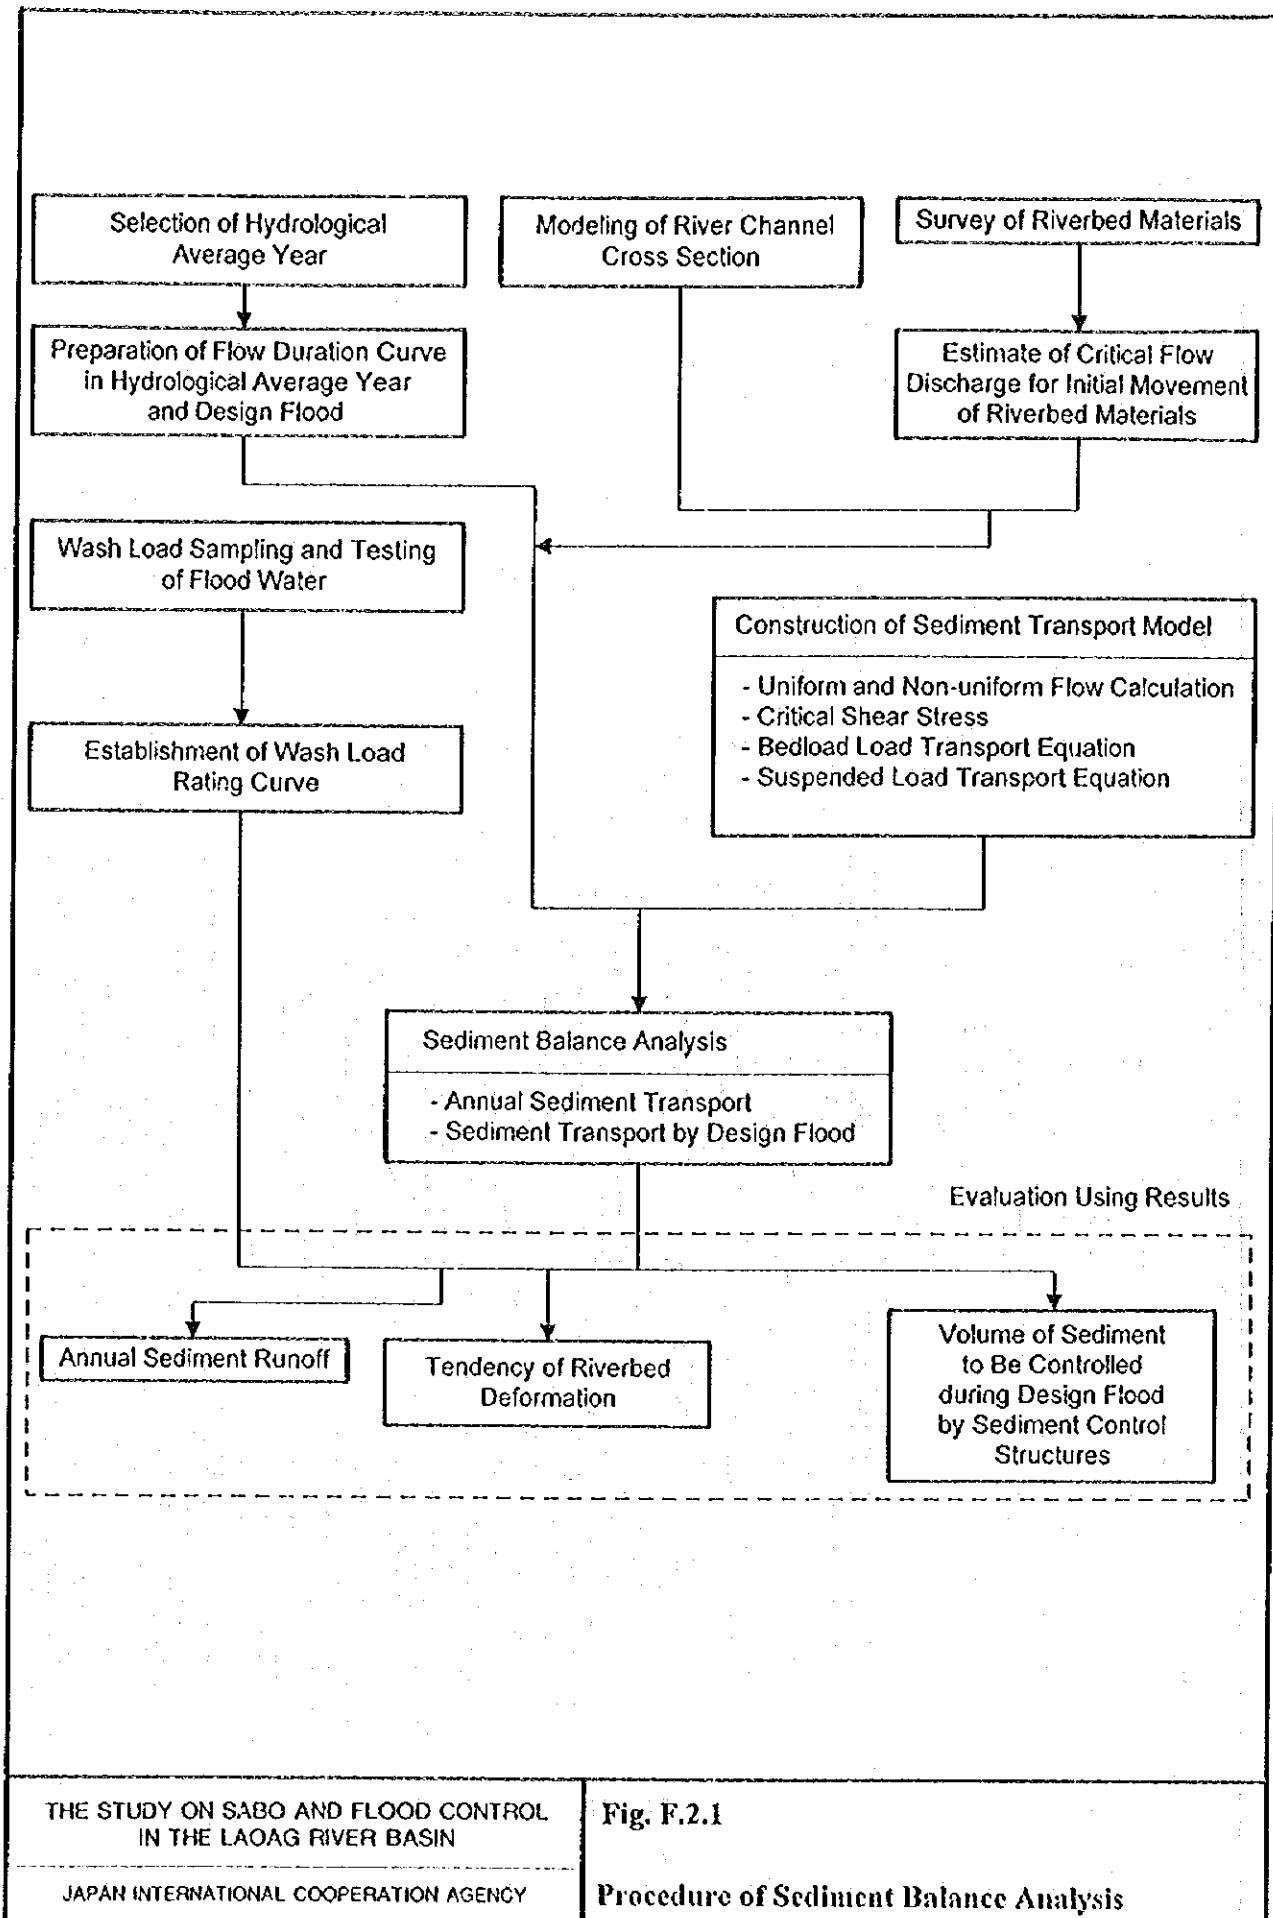 Selection of Hydrological
Average Year
Modeling of River Channel
Cross Section
Survey of Riverbed Materials
Preparation of Flow Duration Curve
in Hydrological Average Year
and Design Flood
Estimate of Critical Flow
Discharge for Initial Movement
of Riverbed Materials
Wash Load Sampling and Testing
of Flood Water
Construction of Sediment Transport Model
- Uniform and Non-uniform Flow Calculation
- Critical Shear Stress
- Bedload Load Transport Equation
- Suspended Load Transport Equation
Establishment of Wash Load
Rating Curve
Sediment Balance Analysis
- Annual Sediment Transport
- Sediment Transport by Design Flood
Evaluation Using Results
Annual Sediment Runoff
Tendency of Riverbed
Deformation
Volume of Sediment
to Be Controlled
during Design Flood
by Sediment Control
Structures
THE STUDY ON SABO AND FLOOD CONTROL
IN THE LAOAG RIVER BASIN
JAPAN INTERNATIONAL COOPERATION AGENCY
Fig. F.2.1
Procedure of Sediment Balance Analysis